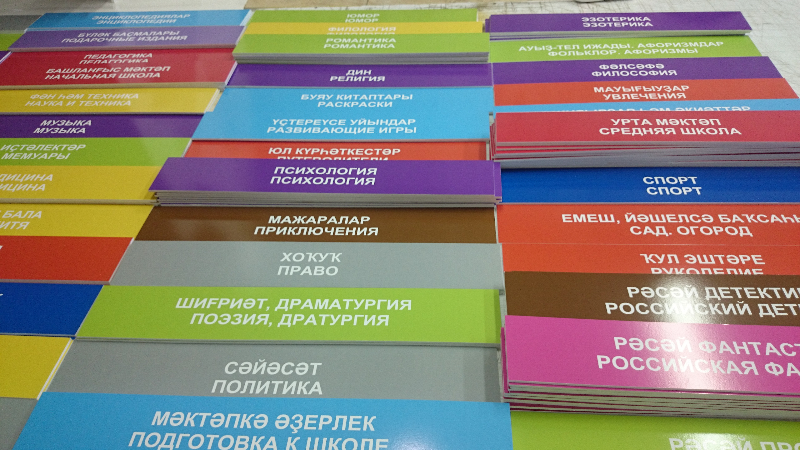 ЭНЦИКЛОПЕДИЯЛАР
ЭНЦИКЛОПЕДИИ
БҮЛӘК БАҪМАЛАРЫ
ПОДАРОЧНЫЕ ИЗДАНИЯ
ПЕДАГОГИКА
ПЕДАГОГИКА
БАШЛАНҒЫС МӘКТӘП
НАЧАЛЬНАЯ ШКОЛА
ФӘН ҺӘМ ТЕХНИКА
НАУКА И ТЕХНИКА
МУЗЫКА
МУЗЫКА
ИҪТӘЛЕКТӘР
МЕМУАРЫ
БАЛА
ЮМОР
ЮМОР
ФИЛОЛОГИЯ
РОМАНТИКА
РОМАНТИКА
ДИН
РЕЛИГИЯ
БУЯУ КИТАПТАРЫ
РАСКРАСКИ
ҮҪТЕРЕҮСЕ УЙЫНДАР
РАЗВИВАЮЩИЕ ИГРЫ
ЮЛ КҮРҺӘТКЕСТӘР
ПУТЕВОДИТЕЛИ
ПСИХОЛОГИЯ
ПСИХОЛОГИЯ
МАЖАРАЛАР
ПРИКЛЮЧЕНИЯ
ХОҠУҠ
ПРАВО
ШИҒРИӘТ, ДРАМАТУРГИЯ
ПОЭЗИЯ, ДРАТУРГИЯ
СӘЙӘСӘТ
ПОЛИТИКА
МӘКТӘПКӘ ӘҘЕРЛЕК
ПОДГОТОВКА К ШКОЛЕ
ЭЗОТЕРИКА
ЭЗОТЕРИКА
АУЫҘ-ТЕЛ ИЖАДЫ. АФОРИЗМДАР
ФОЛЬКЛОР. АФОРИЗМЫ
ФӘЛСӘФӘ
ФИЛОСОФИЯ
МАУЫҒЫУҘАР
УВЛЕЧЕНИЯ
УРТА МӘКТӘП
СРЕДНЯЯ ШКОЛА
СПОРТ
СПОРТ
ЕМЕШ, ЙӘШЕЛСӘ БАҠСАҺЫ
САД. ОГОРОД
ҠУЛ ЭШТӘРЕ
РУКОДЕЛИЕ
РӘСӘЙ ДЕТЕКТИ
РОССИЙСКИЙ ДЕТ
РӘСӘЙ ФАНТАСТ
РОССИЙСКАЯ ФА